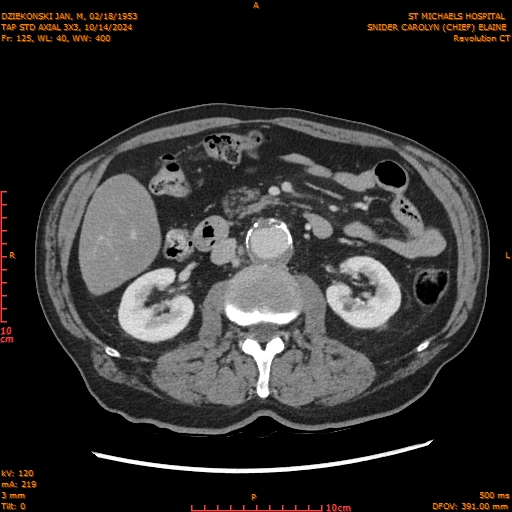 A
DZIEKONSKI JAN, M, 02/18/1953
TAP STD AXIAL 3X3, 10/14/2024
Fr: 125, WL: 40, WW: 400
ST MICHAELS HOSPITAL
SNIDER CAROLYN (CHIEF) ELAINE
Revolution CT
R
L
10
cm
kV: 120
mA: 219
3 mm
Tilt: 0
P
10cm
500 ms
DFOV: 391.00 mm